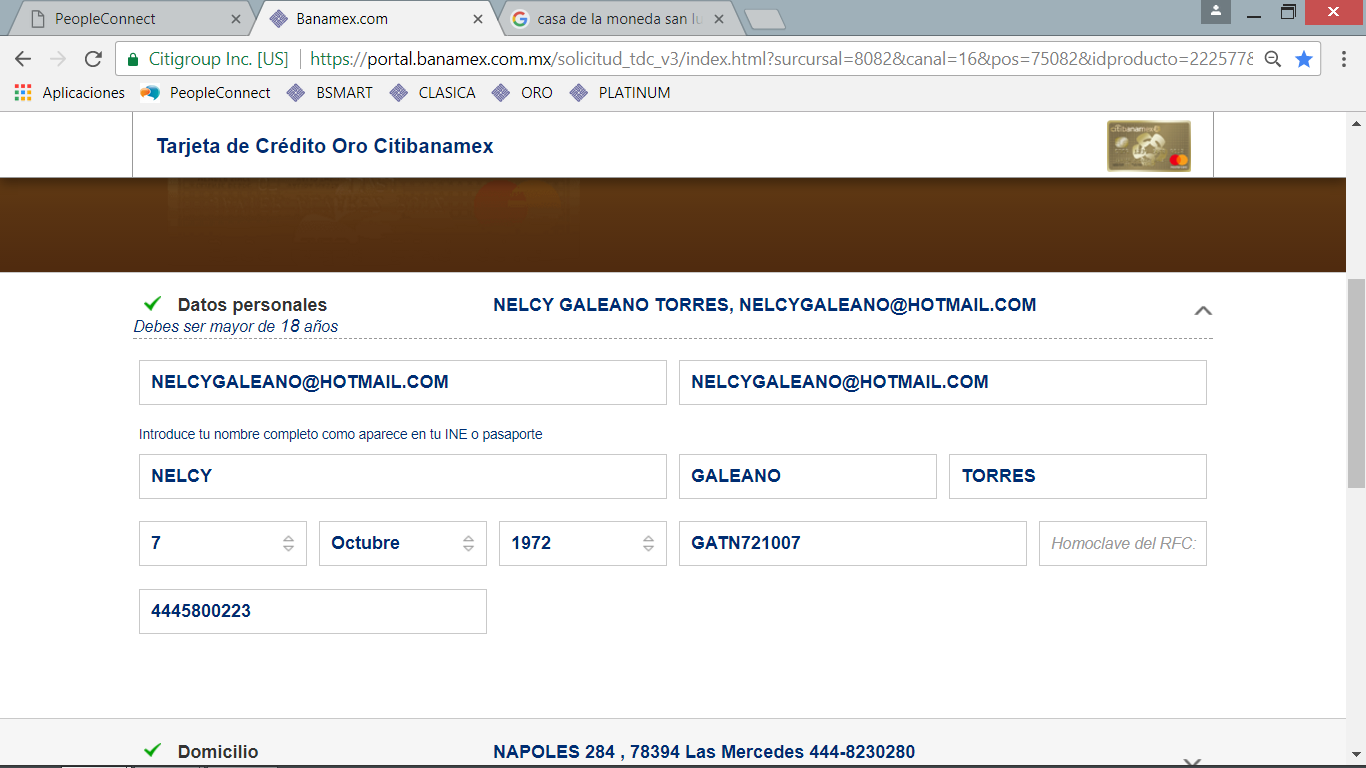 PeopleConnect Banamex.com casa de la moneda san lu
Citigroup Inc. [US] https://portal.banamex.com.mx/solicitud_tdc_v3/index.html?surcursal=8082&canal=16&pos=75082&idproducto=222577&
Aplicaciones PeopleConnect BSMART CLASICA ORO PLATINUM
Tarjeta de Crédito Oro Citibanamex
Datos personales NELCY GALEANO TORRES, NELCYGALEANO@HOTMAIL.COM
Debes ser mayor de 18 años
NELCYGALEANO@HOTMAIL.COM NELCYGALEANO@HOTMAIL.COM
Introduce tu nombre completo como aparece en tu INE o pasaporte
NELCY GALEANO TORRES
7 Octubre 1972 GATN721007 Homoclave del RFC:
4445800223
Domicilio NAPOLES 284 , 78394 Las Mercedes 444-8230280